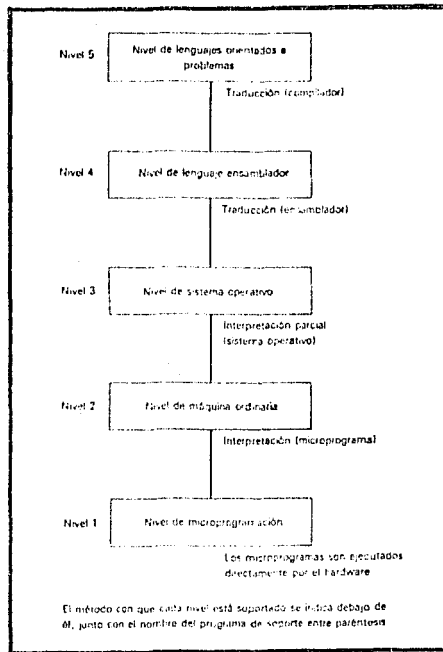 Nivel 5
Nivel de lenguajes orientados a
problemas
Traducción (compilador)
Nivel 4
Nivel de lenguaje ensamblador
Traducción (ensamblador)
Nivel 3
Nivel de sistema operativo
Interpretación parcial
(sistema operativo)
Nivel 2
Nivel de máquina ordinaria
Interpretación (microprograma)
Nivel 1
Nivel de microprogramación
Los microprogramas son ejecutados
directamente por el hardware
El método con que cada nivel está soportado se indica debajo de
él, junto con el nombre del programa de soporte entre paréntesis